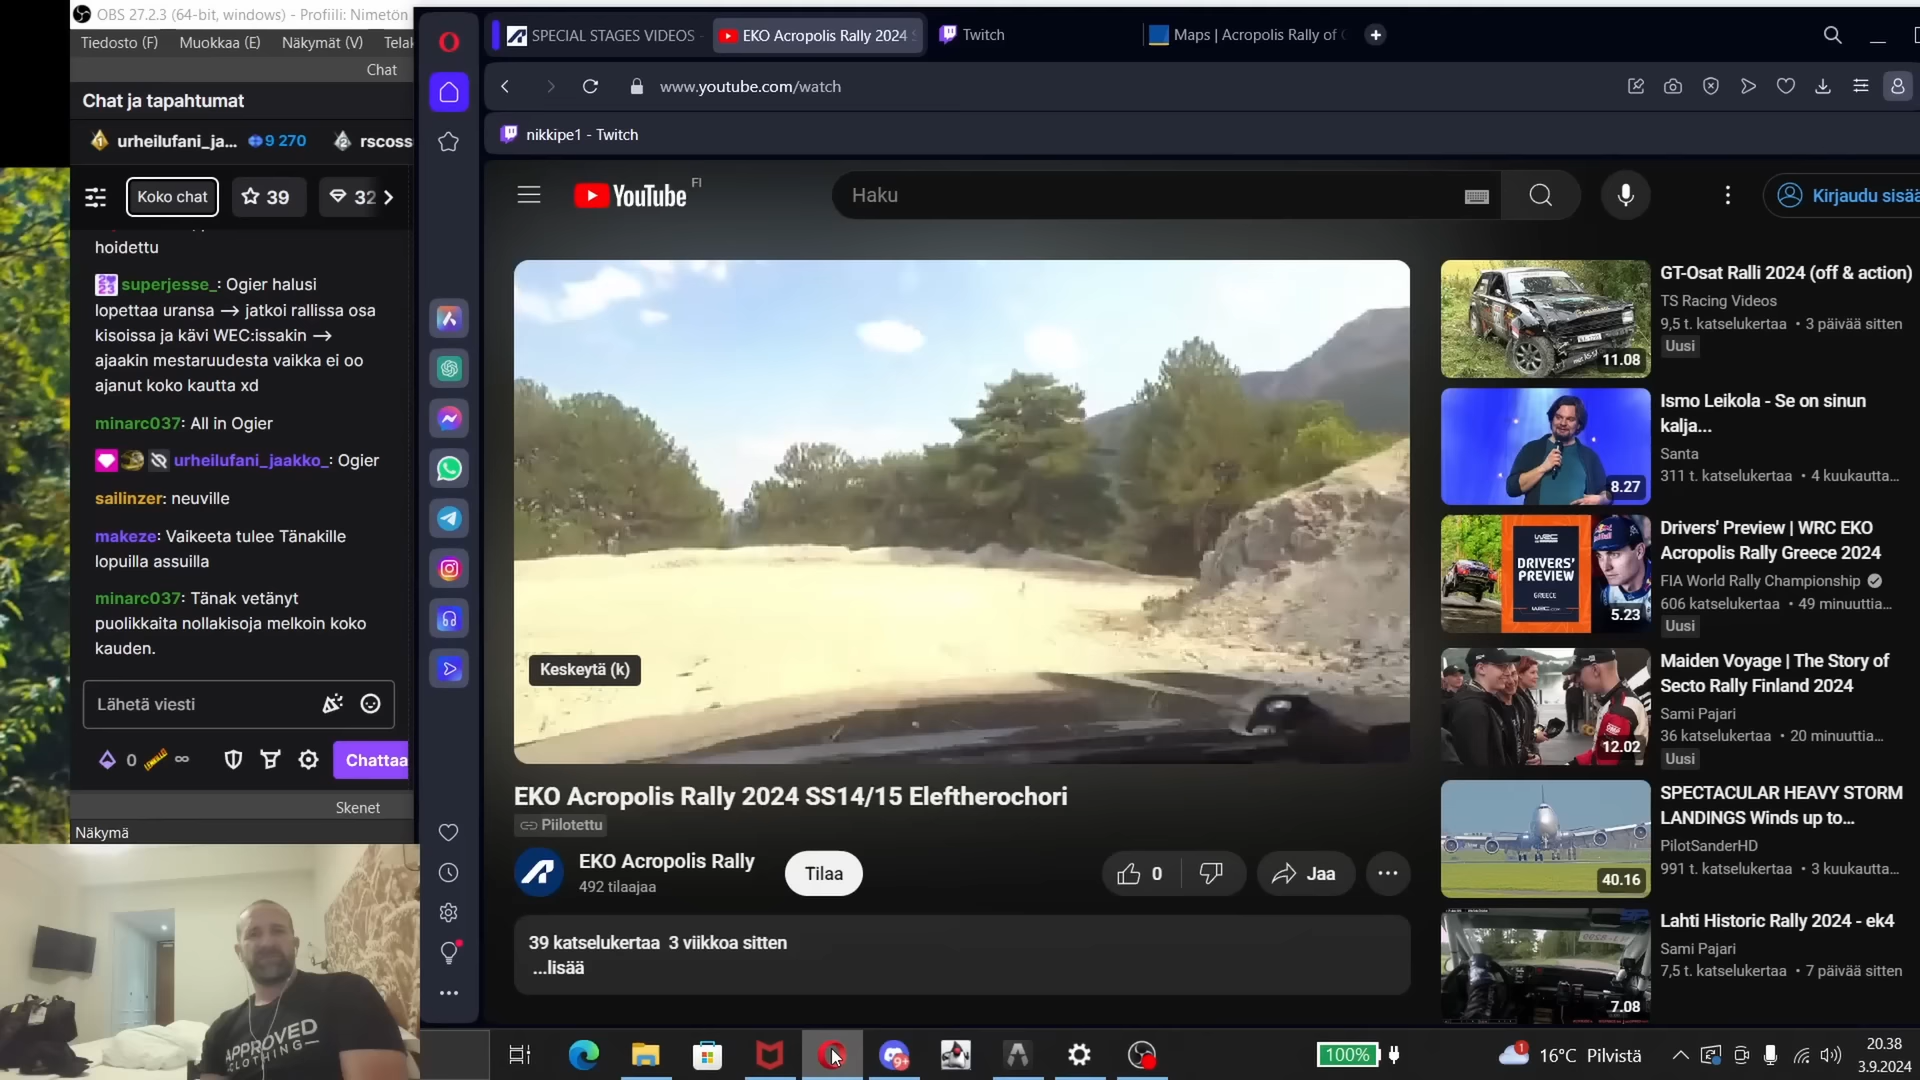 OBS 27.2.3 (64-bit, windows) - Profiili: Nimetön
Tiedosto (F) Muokkaa (E) Näkymät (V) Telak
Chat
Chat ja tapahtumat
urheilufani_ja... 9 270 rscoss
Koko chat 39 32
hoidettu
superjesse_: Ogier halusi
lopettaa uransa → jatkoi rallissa osa
kisoissa ja kävi WEC:issakin →
ajaakin mestaruudesta vaikka ei oo
ajanut koko kautta xd
minarc037: All in Ogier
urheilufani_jaakko_: Ogier
sailinzer: neuville
makeze: Vaikeeta tulee Tänakille
lopuilla assuilla
minarc037: Tänak vetänyt
puolikkaita nollakisoja melkoin koko
kauden.
Lähetä viesti
0 ∞ Chattaa
Skenet
Näkymä
APPROVED
CLOTHING
SPECIAL STAGES VIDEOS - EKO Acropolis Rally 2024 S Twitch Maps | Acropolis Rally of G
www.youtube.com/watch
nikkipe1 - Twitch
YouTube FI
Haku
Kirjaudu sisää
Keskeytä (k)
EKO Acropolis Rally 2024 SS14/15 Eleftherochori
Piilotettu
EKO Acropolis Rally
492 tilaajaa
Tilaa
0 Jaa
39 katselukertaa 3 viikkoa sitten
...lisää
11.08
GT-Osat Ralli 2024 (off & action)
TS Racing Videos
9,5 t. katselukertaa • 3 päivää sitten
Uusi
8.27
Ismo Leikola - Se on sinun
kalja...
Santa
311 t. katselukertaa • 4 kuukautta...
WRC
DRIVERS'
PREVIEW
GREECE
WRC.COM
5.23
Drivers' Preview | WRC EKO
Acropolis Rally Greece 2024
FIA World Rally Championship
606 katselukertaa • 49 minuuttia...
Uusi
12.02
Maiden Voyage | The Story of
Secto Rally Finland 2024
Sami Pajari
36 katselukertaa • 20 minuuttia...
Uusi
40.16
SPECTACULAR HEAVY STORM
LANDINGS Winds up to...
PilotSanderHD
991 t. katselukertaa • 3 kuukautta...
7.08
Lahti Historic Rally 2024 - ek4
Sami Pajari
7,5 t. katselukertaa • 7 päivää sitten
9+
100%
1
16°C Pilvistä
20.38
3.9.2024